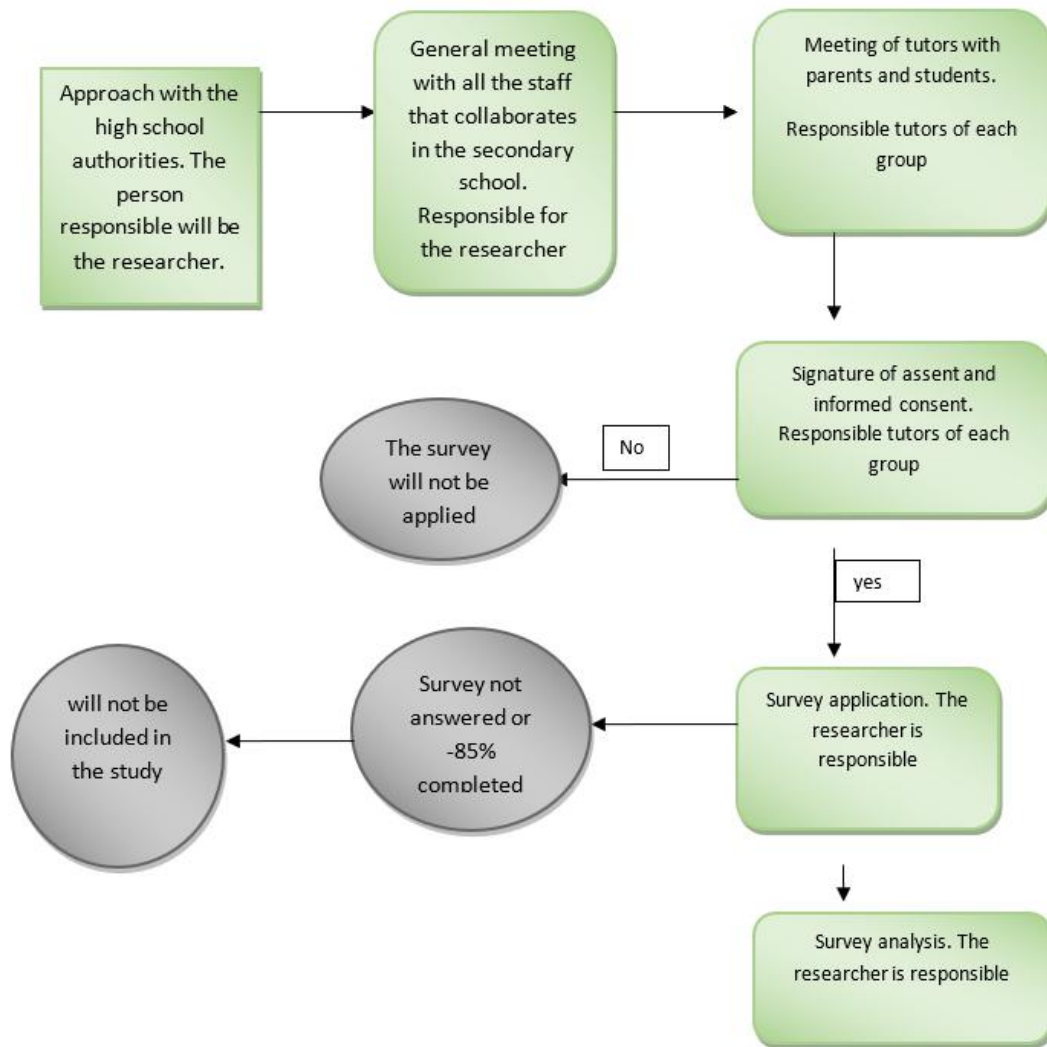 Approach with the
high school
authorities. The
person
responsible will be
the researcher.
General meeting
with all the staff
that collaborates
in the secondary
school.
Responsible for
the researcher
Meeting of tutors with
parents and students.
Responsible tutors of each
group
Signature of assent and
informed consent.
Responsible tutors of each
group
No
The survey
will not be
applied
yes
Survey application. The
researcher is
responsible
Survey not
answered or
-85%
completed
will not be
included in
the study
Survey analysis. The
researcher is responsible